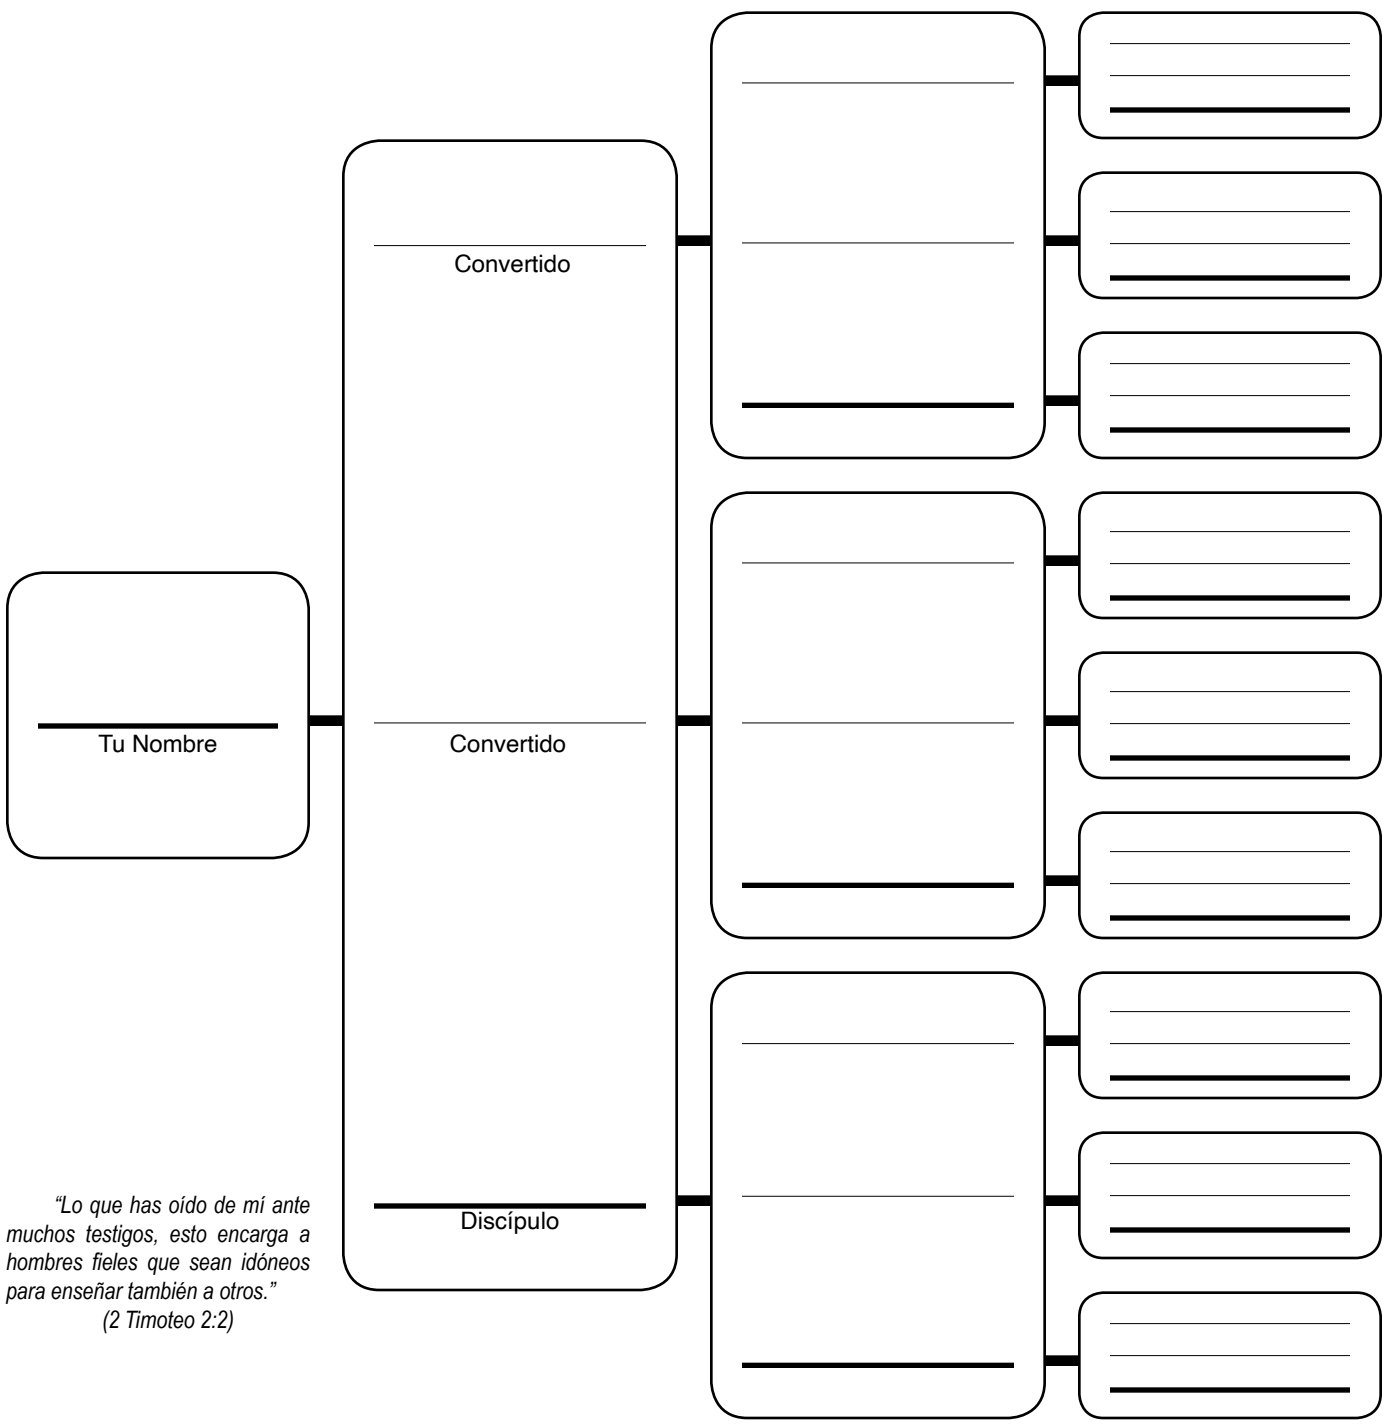 Convertido
Tu Nombre
Convertido
Discípulo
“Lo que has oído de mí ante
muchos testigos, esto encarga a
hombres fieles que sean idóneos
para enseñar también a otros.”
(2 Timoteo 2:2)